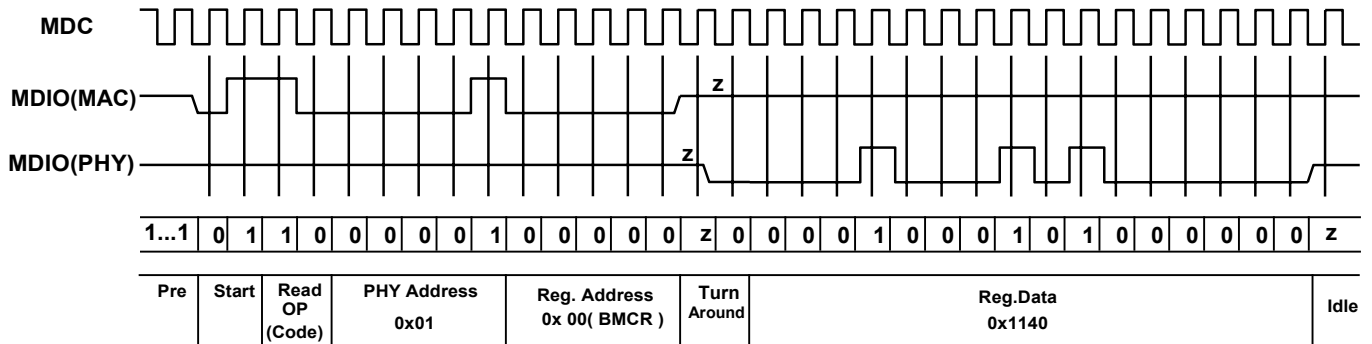 MDC
MDIO(MAC)
z
MDIO(PHY)
z
1...1 0 1 1 0 0 0 0 0 1 0 0 0 0 0 z 0 0 0 0 1 0 0 0 1 0 1 0 0 0 0 0 0 z
Pre
Start
Read
OP
(Code)
PHY Address
0x01
Reg. Address
0x 00( BMCR )
Turn
Around
Reg.Data
0x1140
Idle